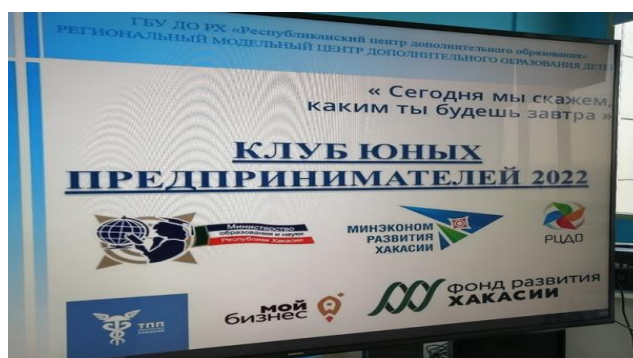 ГБУ ДО РХ «Республиканский центр дополнительного образования»
РЕГИОНАЛЬНЫЙ МОДЕЛЬНЫЙ ЦЕНТР ДОПОЛНИТЕЛЬНОГО ОБРАЗОВАНИЯ ДЕТЕЙ
« Сегодня мы скажем,
каким ты будешь завтра »
КЛУБ ЮНЫХ
ПРЕДПРИНИМАТЕЛЕЙ 2022
Министерство
образования и науки
Республики Хакасия
МИНЭКОНОМ
РАЗВИТИЯ
ХАКАСИИ
РЦДО
ТПП
ХАКАСИИ
мой
бизнес
фонд развития
ХАКАСИИ